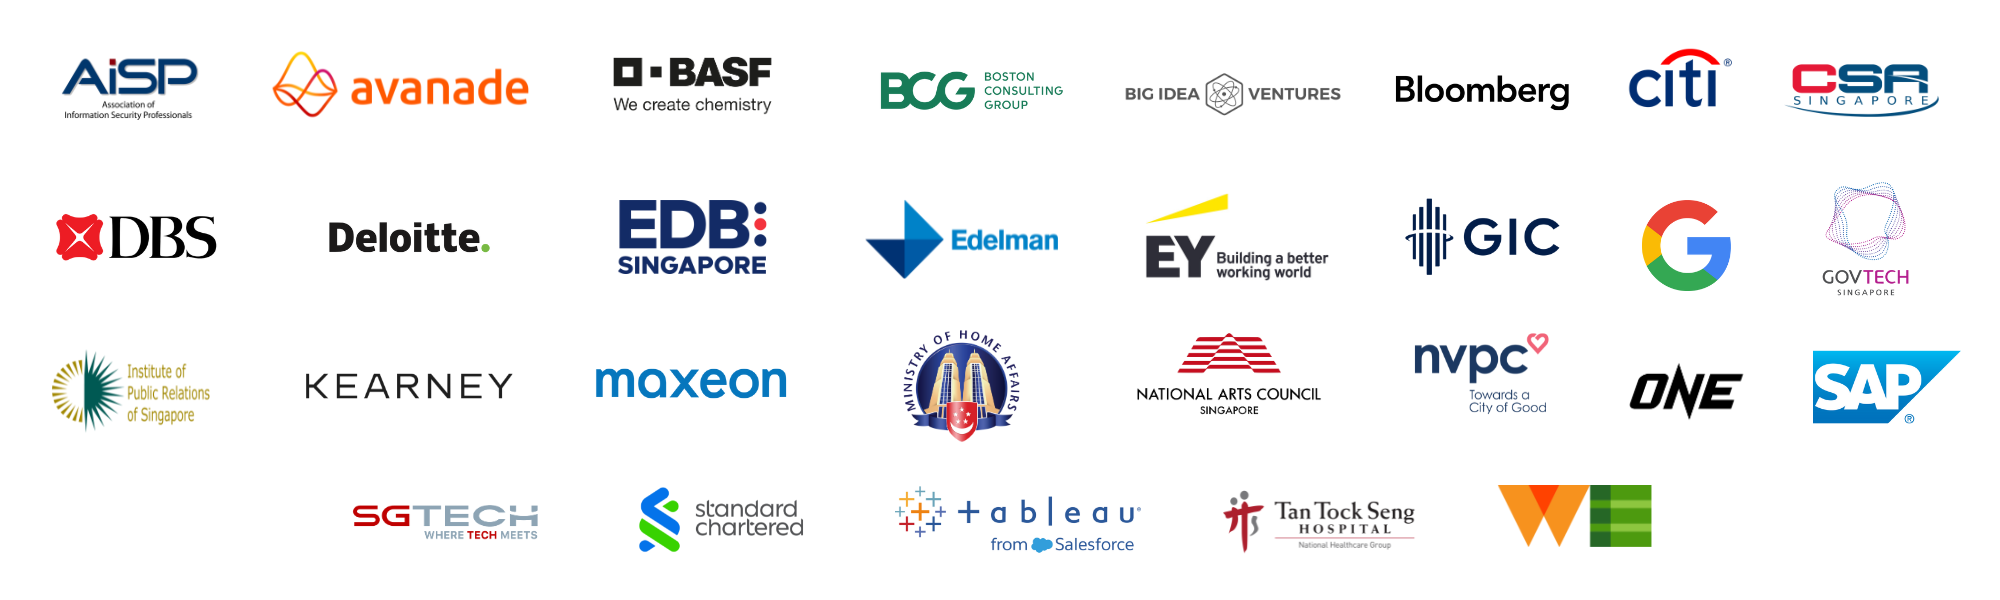 AiSP
Association of
Information Security Professionals
avanade
BASF
We create chemistry
BCG
BOSTON
CONSULTING
GROUP
BIG IDEA VENTURES
Bloomberg
citi®
CSA
SINGAPORE
DBS
Deloitte.
EDB:
SINGAPORE
Edelman
EY
Building a better
working world
GIC
G
GOVTECH
SINGAPORE
Institute of
Public Relations
of Singapore
KEARNEY
maxeon
MINISTRY OF HOME AFFAIRS
NATIONAL ARTS COUNCIL
SINGAPORE
nvpc
Towards a
City of Good
ONE
SAP®
SGTECH
WHERE TECH MEETS
standard
chartered
+ableau®
from Salesforce
Tan Tock Seng
HOSPITAL
National Healthcare Group
WE